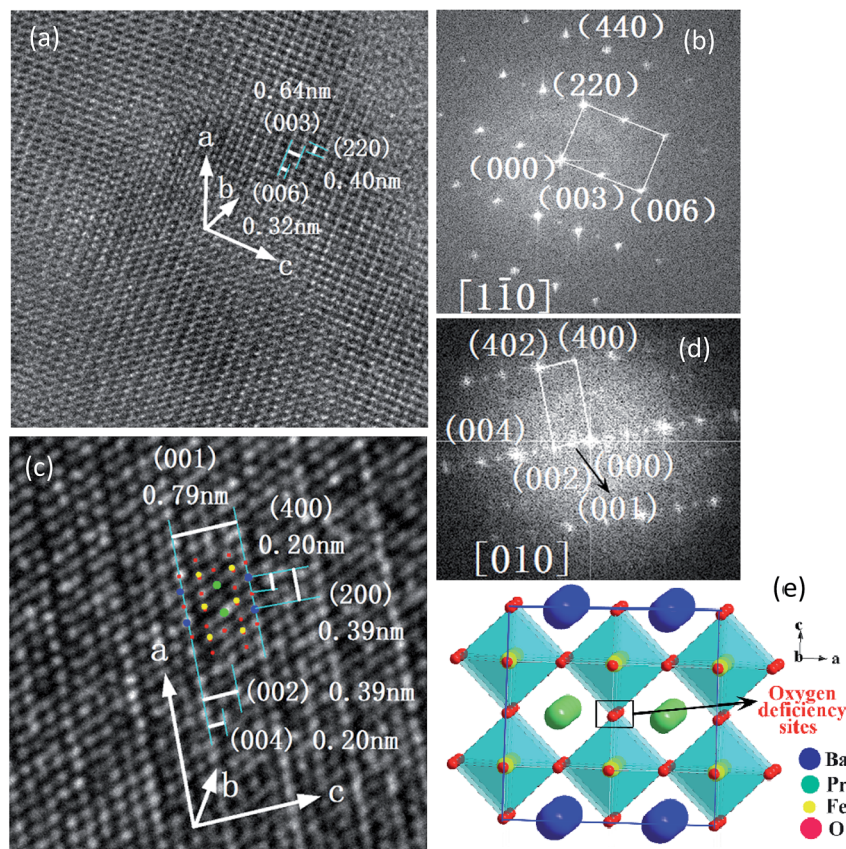 (a)
0.64nm
(003)
(220)
0.40nm
(006)
0.32nm
a
b
c
(b)
(440)
(220)
(000)
(003)
(006)
[11̅0]
(c)
(001)
0.79nm
(400)
0.20nm
(200)
0.39nm
(002) 0.39nm
(004) 0.20nm
a
b
c
(d)
(402)
(400)
(004)
(002)
(000)
(001)
[010]
(e)
c
b
a
Oxygen
deficiency
sites
Ba
Pr
Fe
O